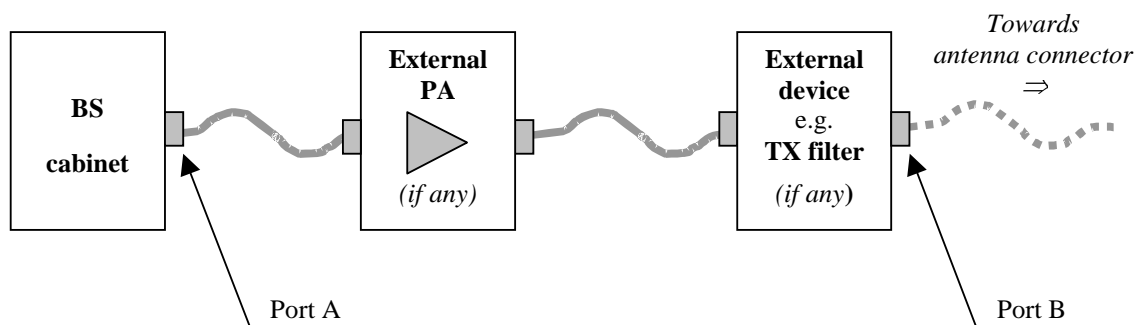 BS
cabinet
External
PA
(if any)
External
device
e.g.
TX filter
(if any)
Towards
antenna connector
⇒
Port A
Port B